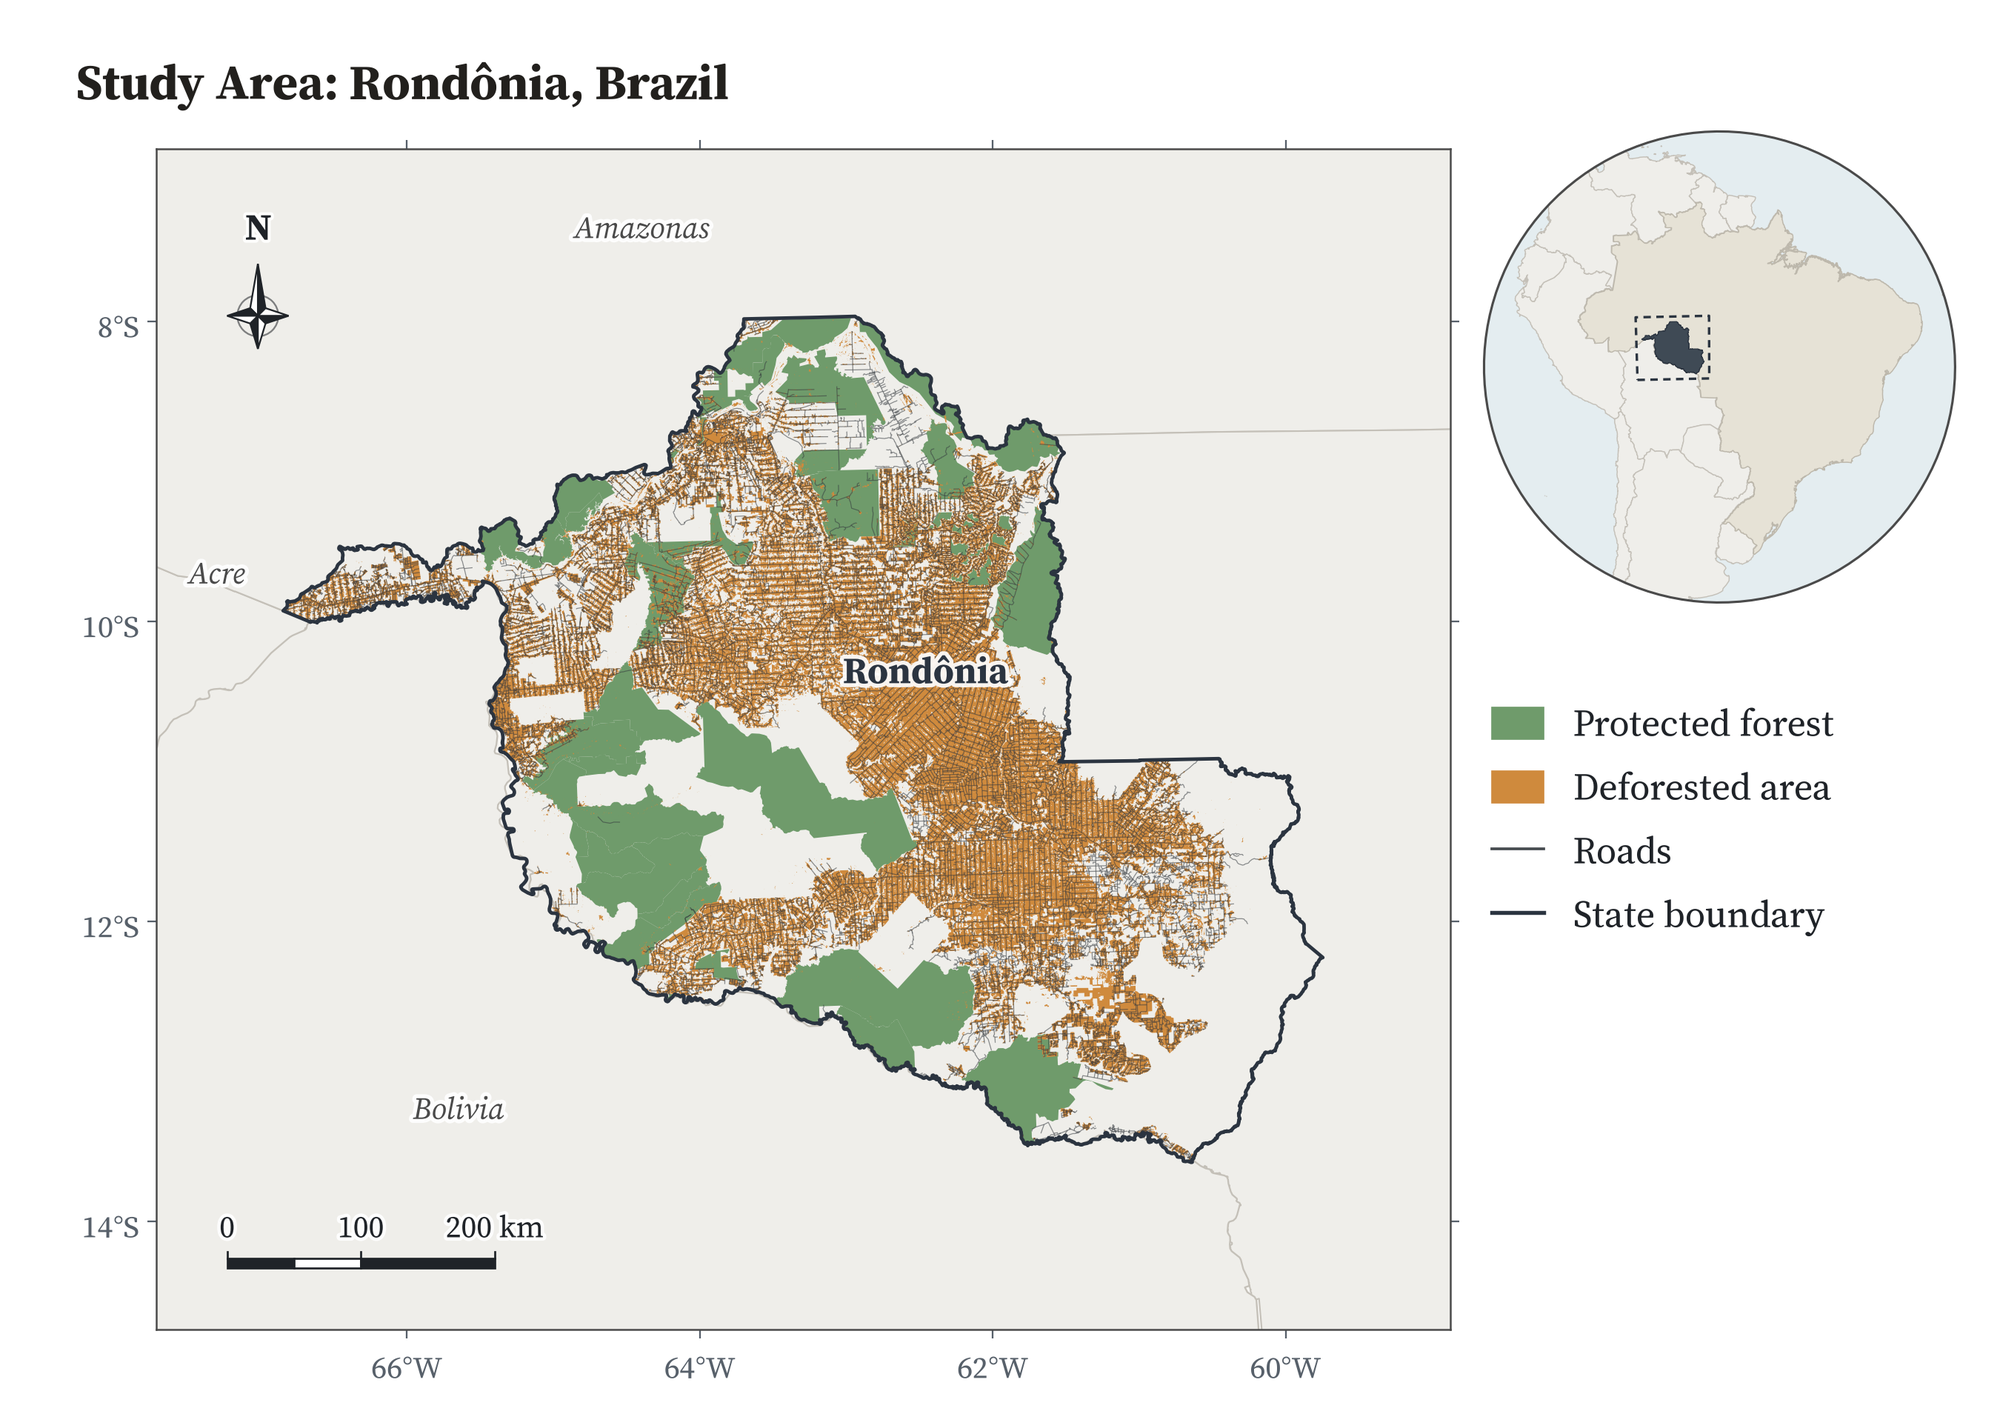 Study Area: Rondônia, Brazil
N
Amazonas
8°S
Acre
10°S
Rondônia
Protected forest
Deforested area
Roads
State boundary
12°S
Bolivia
0 100 200 km
14°S
66°W 64°W 62°W 60°W